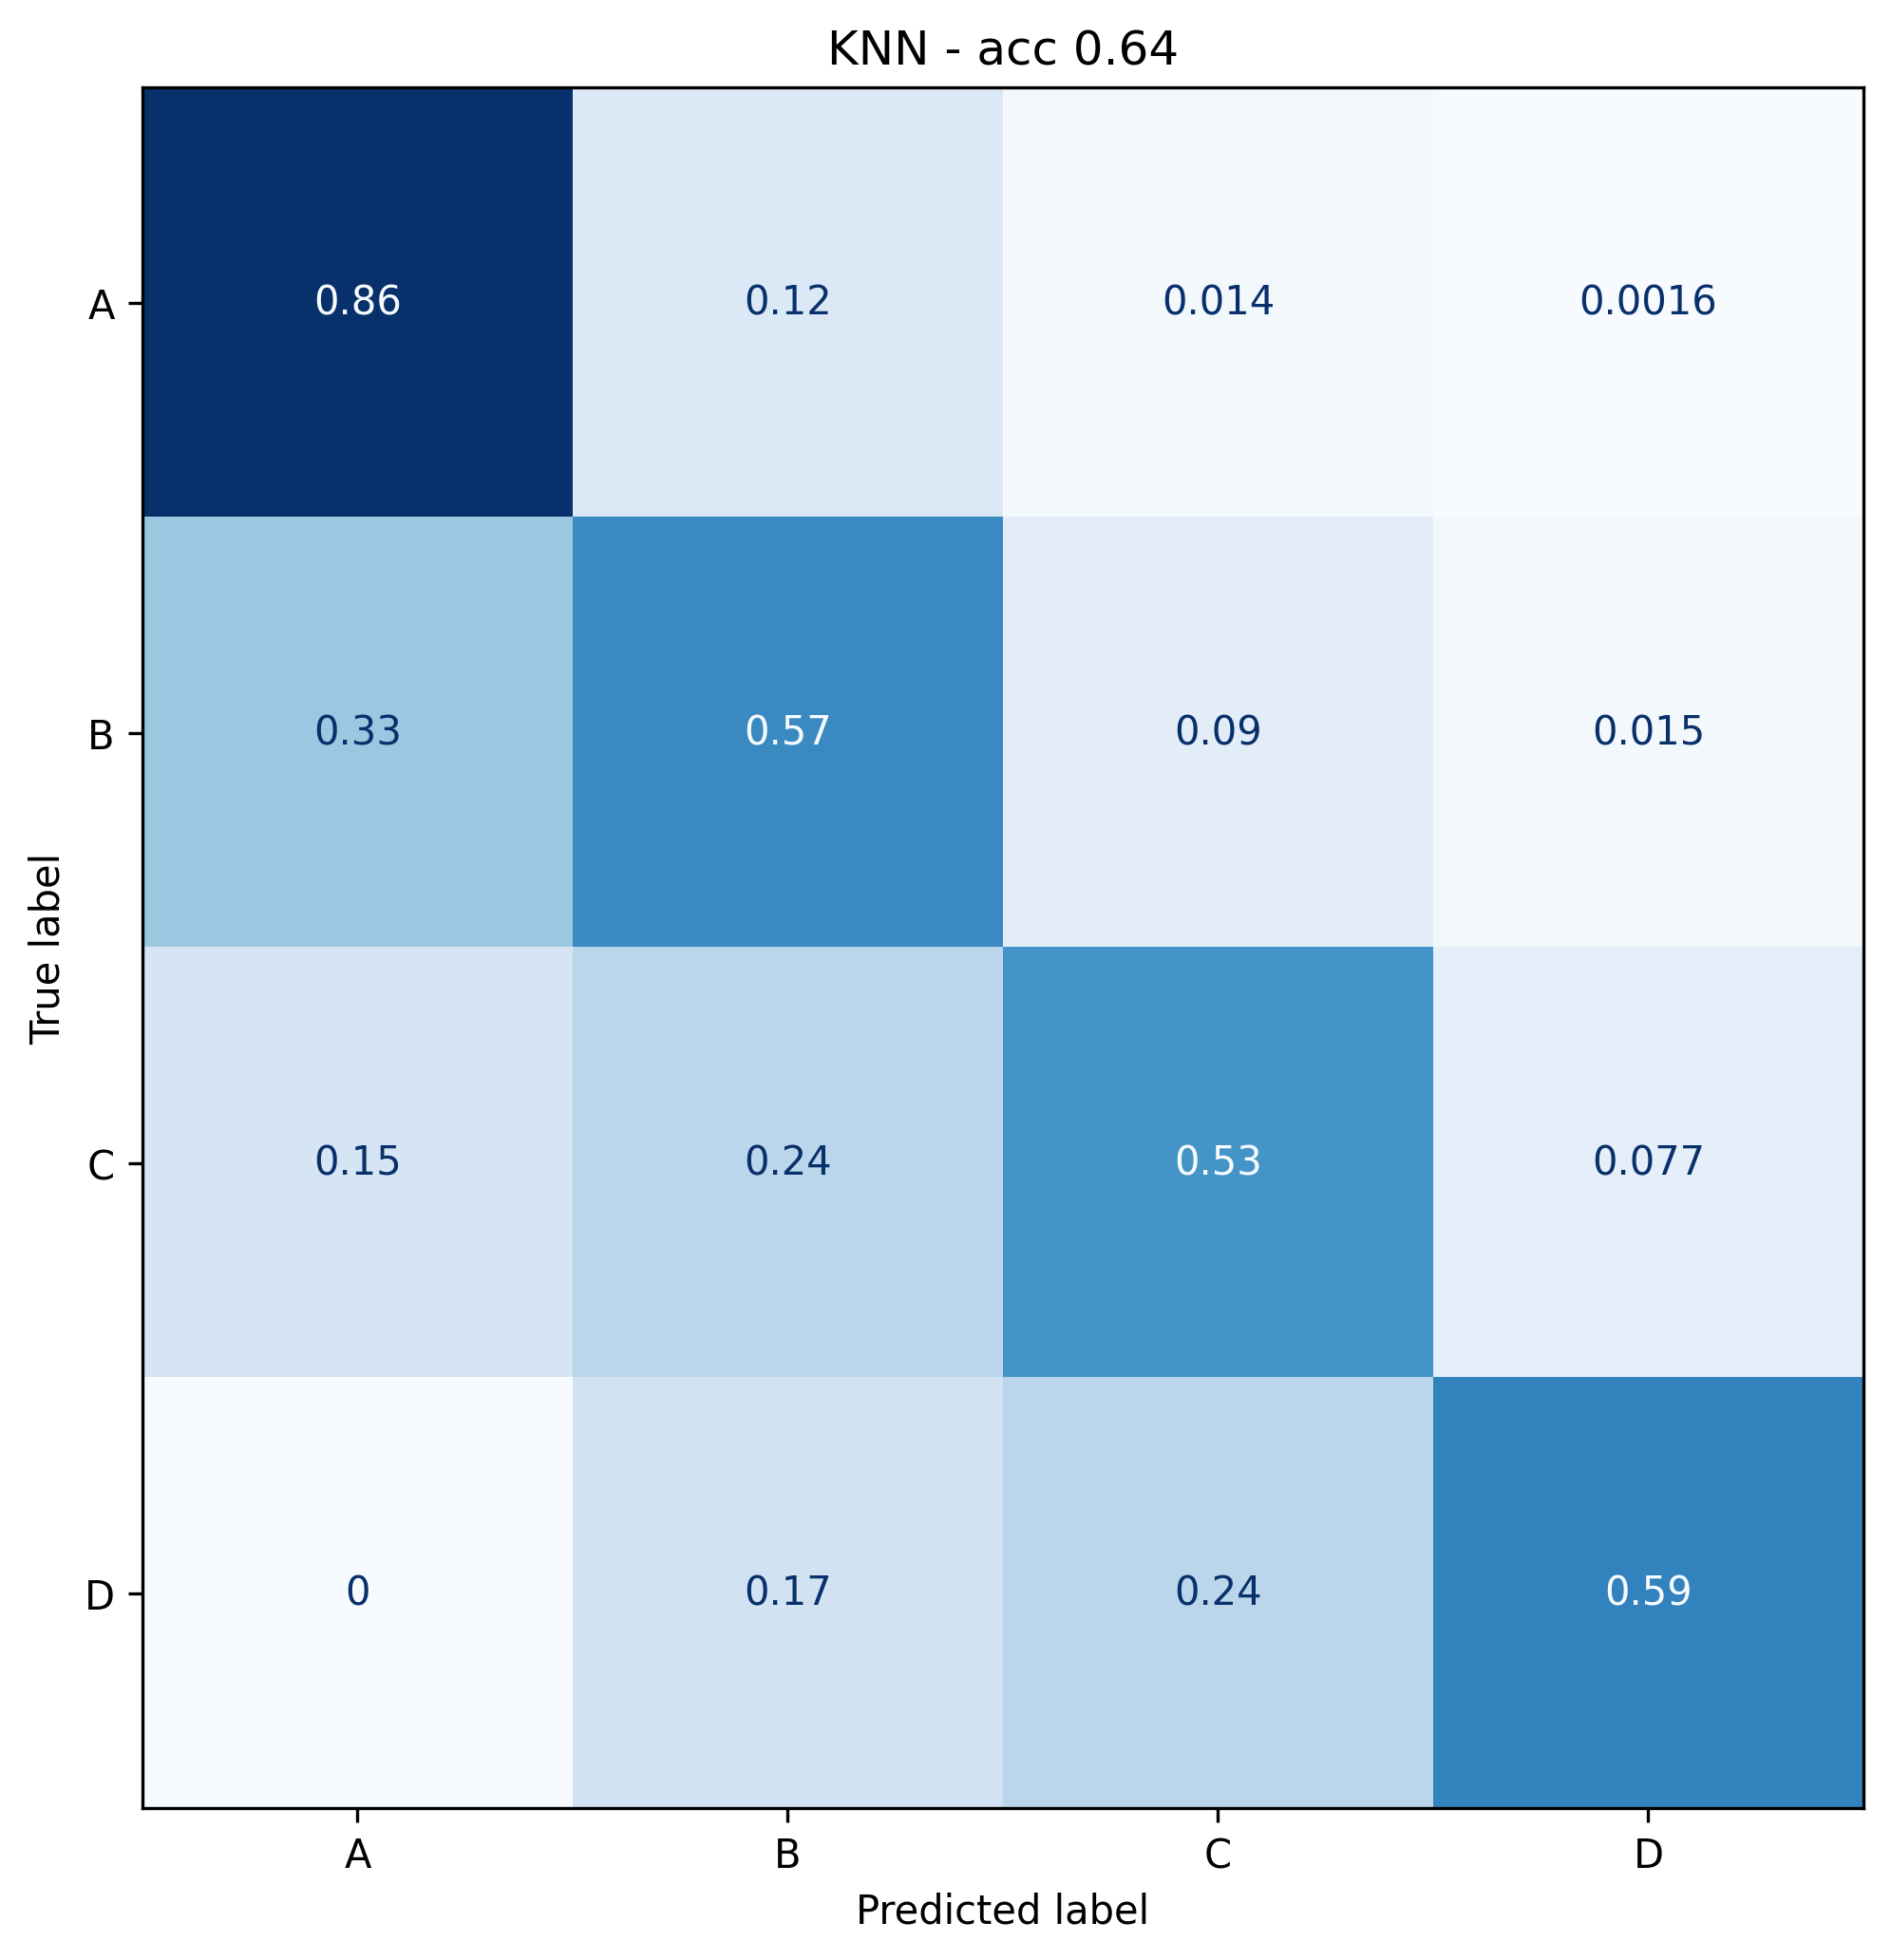 KNN - acc 0.64
A 0.86 0.12 0.014 0.0016
B 0.33 0.57 0.09 0.015
True label
C 0.15 0.24 0.53 0.077
D 0 0.17 0.24 0.59
A B C D
Predicted label